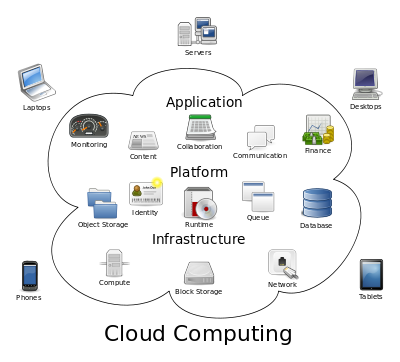 Servers
Laptops
Desktops
Application
Monitoring
Content
Collaboration
Communication
Finance
Platform
Object Storage
Identity
JohnDoe
Runtime
Queue
Database
Infrastructure
Compute
Block Storage
Network
Phones
Tablets
Cloud Computing